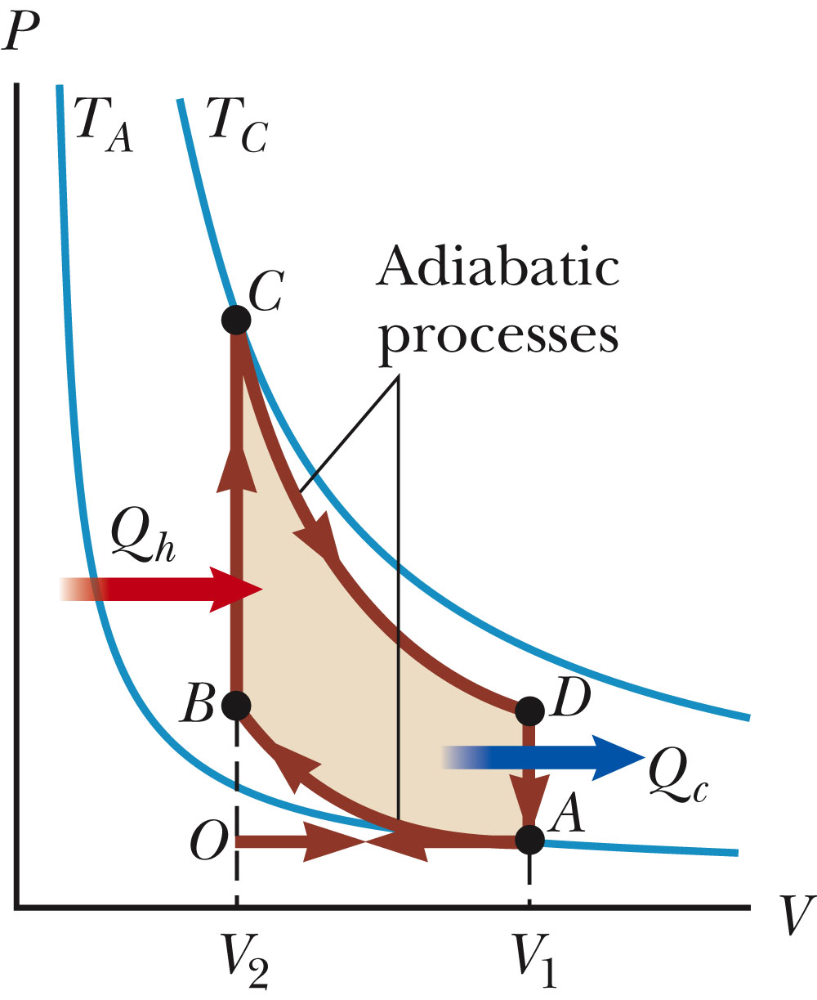 P
T_A
T_C
C
Adiabatic
processes
Q_h
B
D
Q_c
A
O
V
V_2
V_1